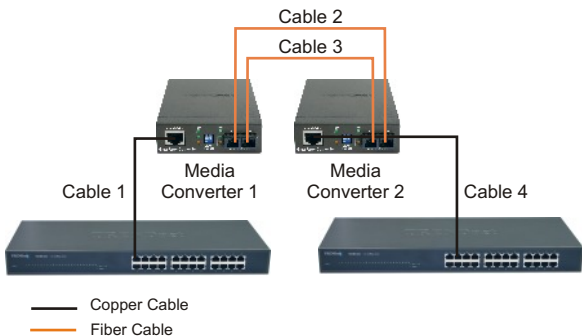 Cable 2
Cable 3
Media
Converter 1
Media
Converter 2
Cable 1
Cable 4
Copper Cable
Fiber Cable